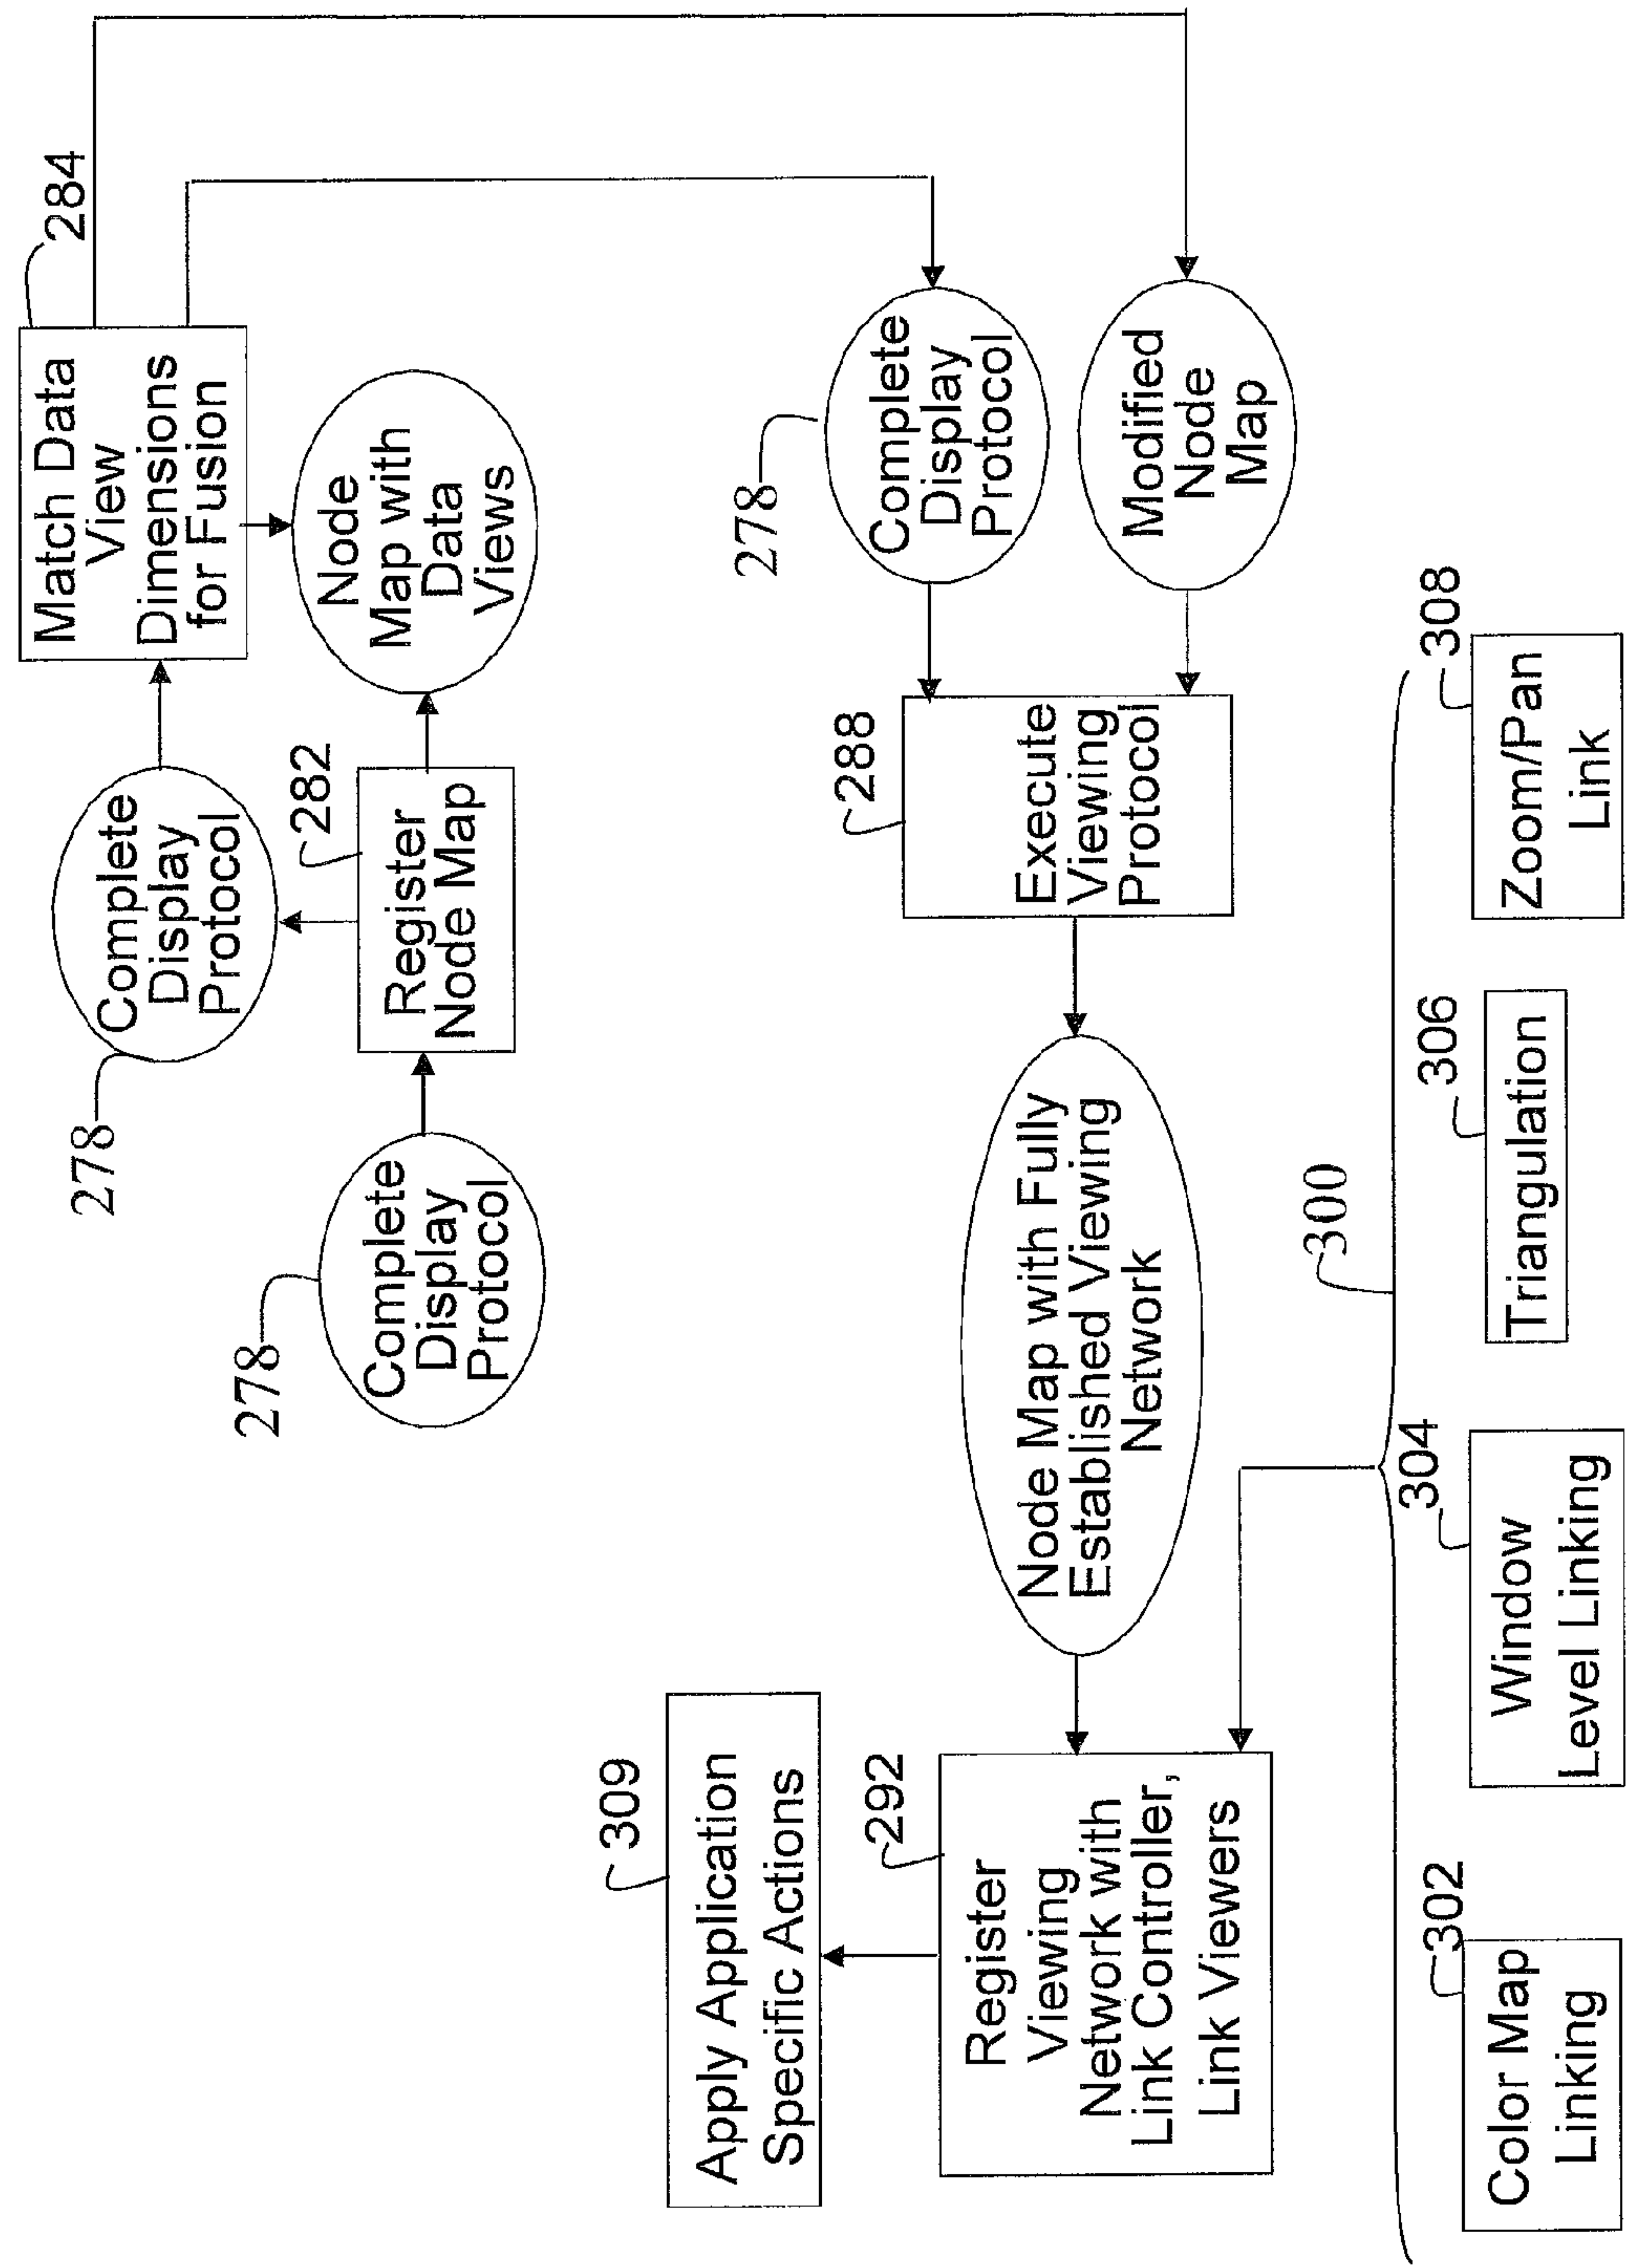 278
Complete
Display
Protocol
282
Register
Node Map
278
Complete
Display
Protocol
284
Match Data
View
Dimensions
for Fusion
Node
Map with
Data
Views
278
Complete
Display
Protocol
Modified
Node
Map
288
Execute
Viewing
Protocol
Node Map with Fully
Established Viewing
Network
309
Apply Application
Specific Actions
292
Register
Viewing
Network with
Link Controller,
Link Viewers
300
302
Color Map
Linking
304
Window
Level Linking
306
Triangulation
308
Zoom/Pan
Link